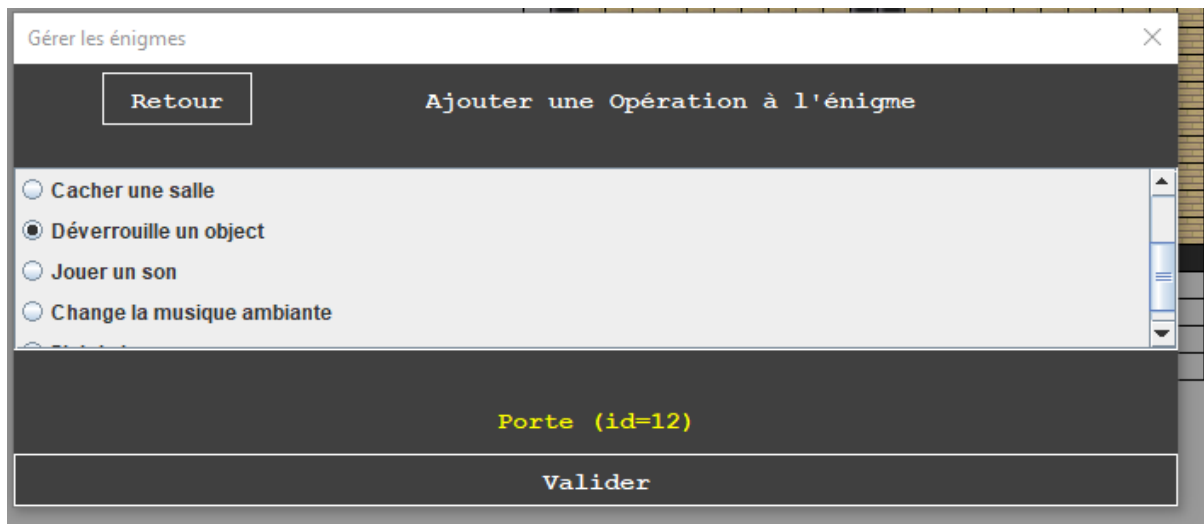 Gérer les énigmes
Retour
Ajouter une Opération à l'énigme
Cacher une salle
Déverrouille un object
Jouer un son
Change la musique ambiante
Porte (id=12)
Valider